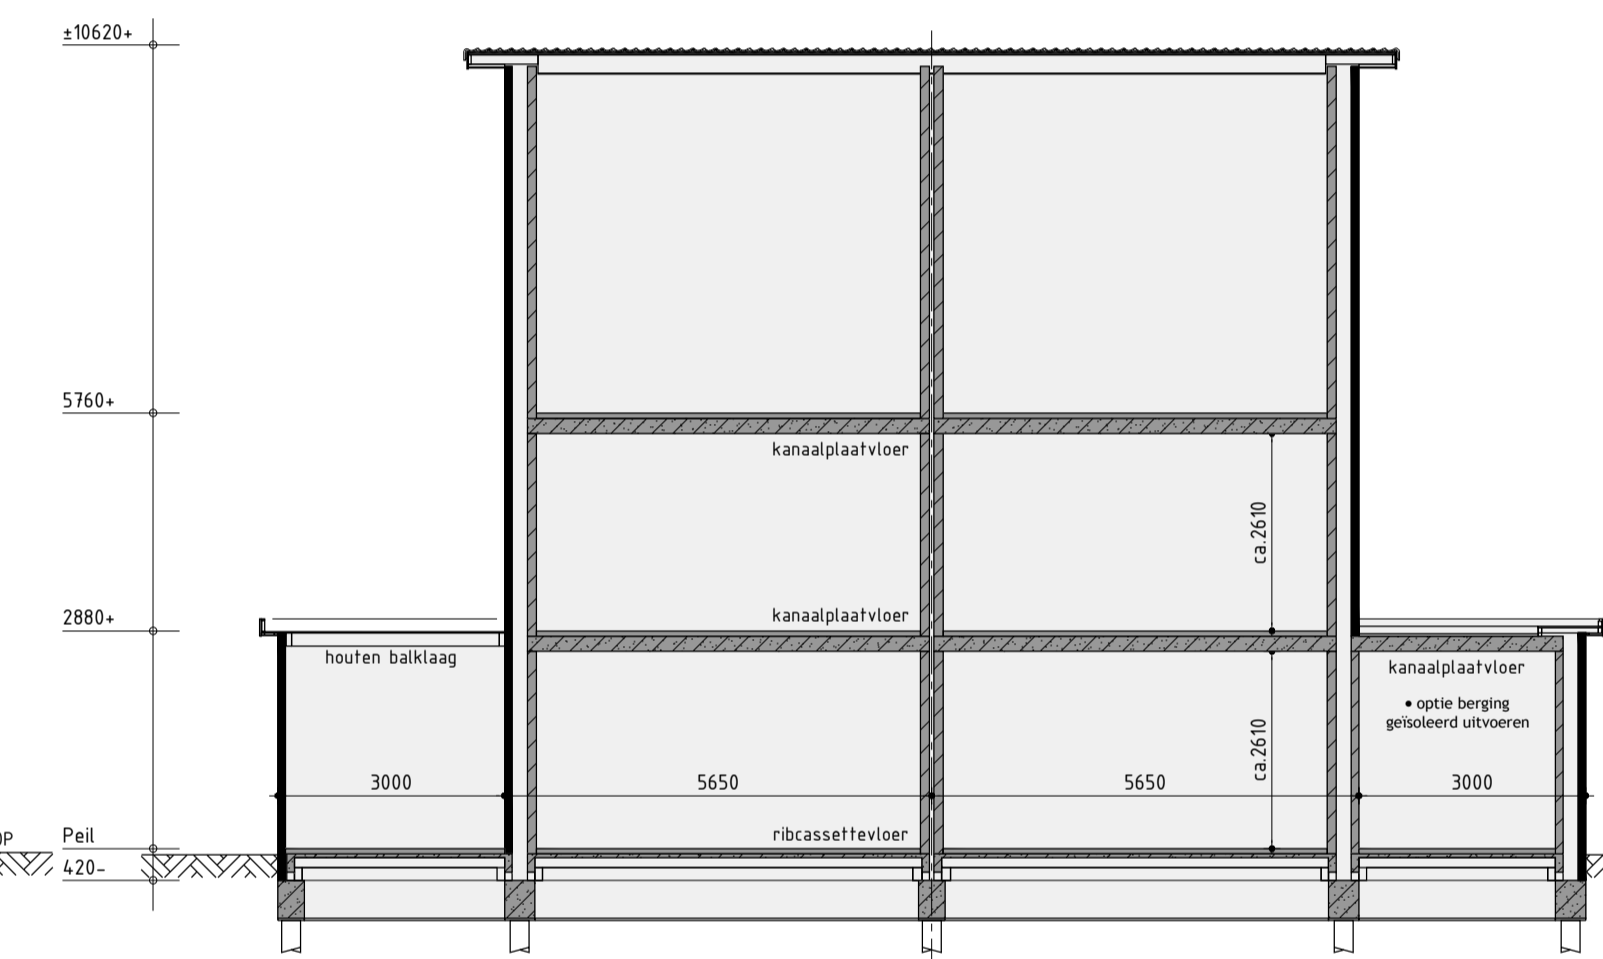 ±10620+
5760+
kanaalplaatvloer
ca.2610
2880+
kanaalplaatvloer
houten balklaag
kanaalplaatvloer
• optie berging
geïsoleerd uitvoeren
ca.2610
3000
5650
5650
3000
Peil
ribcassettevloer
420-